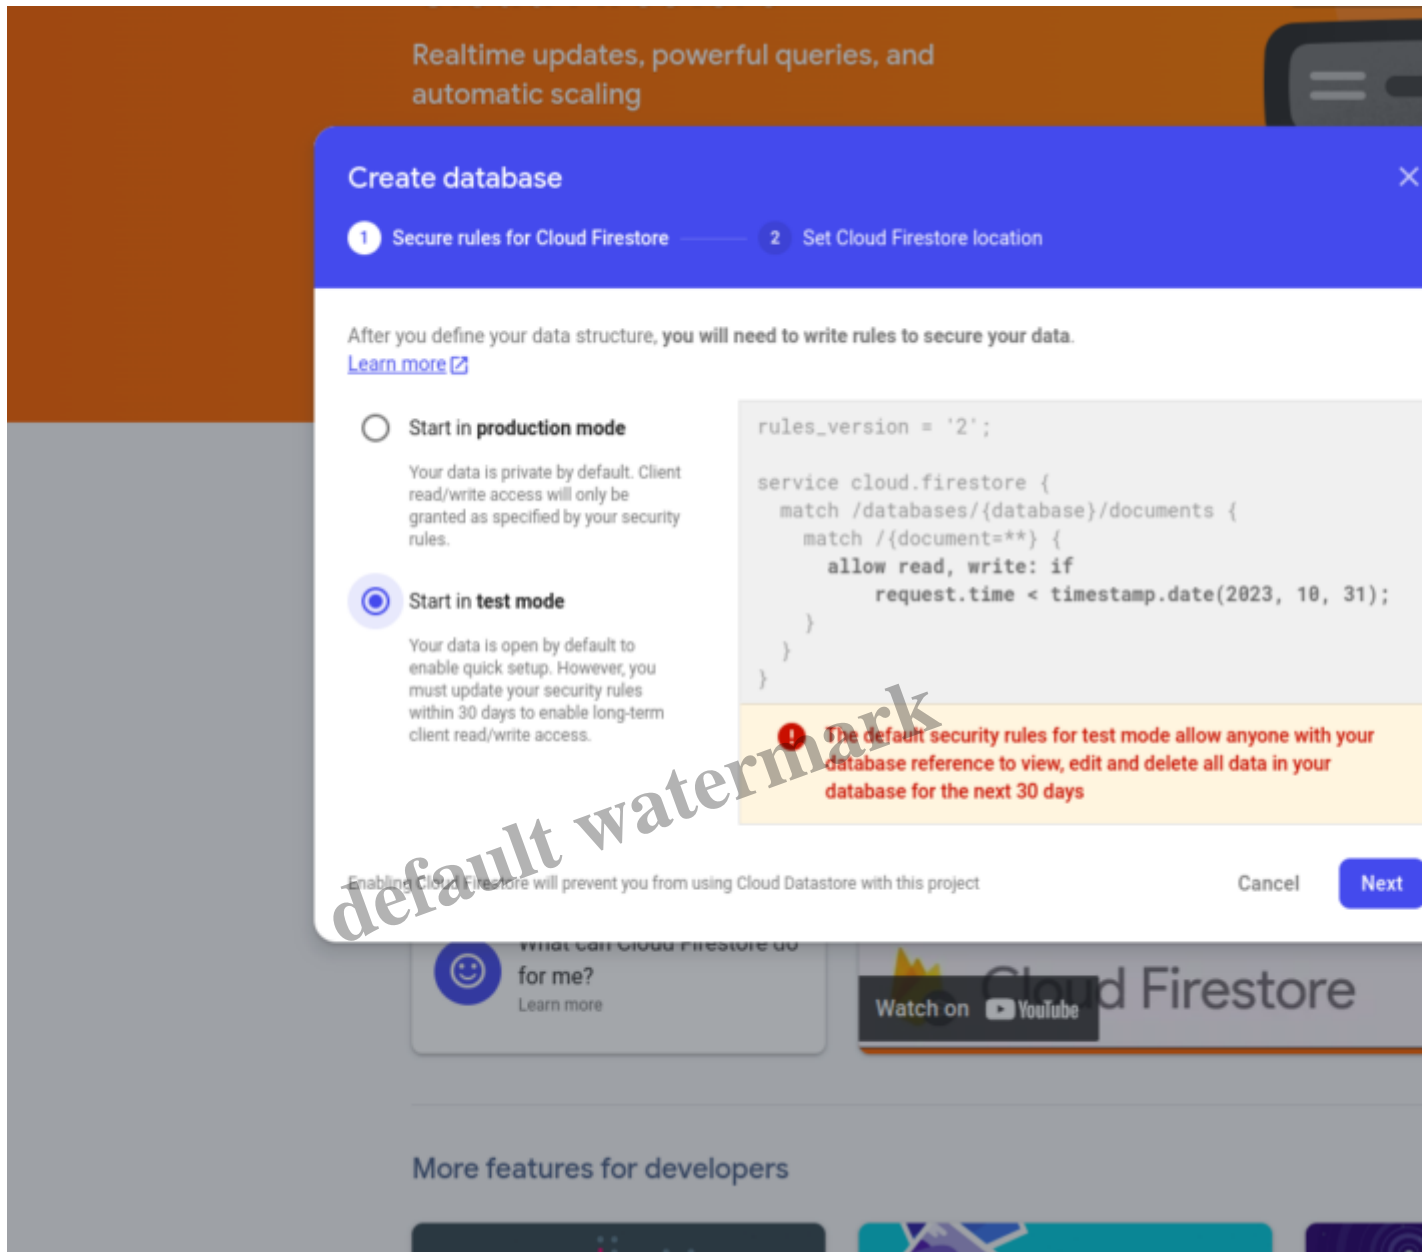 Realtime updates, powerful queries, and
automatic scaling
Create database
1 Secure rules for Cloud Firestore 2 Set Cloud Firestore location
After you define your data structure, you will need to write rules to secure your data.
Learn more
Start in production mode
Your data is private by default. Client
read/write access will only be
granted as specified by your security
rules.
Start in test mode
Your data is open by default to
enable quick setup. However, you
must update your security rules
within 30 days to enable long-term
client read/write access.
rules_version = '2';
service cloud.firestore {
match /databases/{database}/documents {
match /{document=**} {
allow read, write: if
request.time < timestamp.date(2023, 10, 31);
}
}
}
The default security rules for test mode allow anyone with your
database reference to view, edit and delete all data in your
database for the next 30 days
default watermark
Enabling Cloud Firestore will prevent you from using Cloud Datastore with this project
Cancel
Next
What can Cloud Firestore do
for me?
Learn more
Cloud Firestore
Watch on YouTube
More features for developers